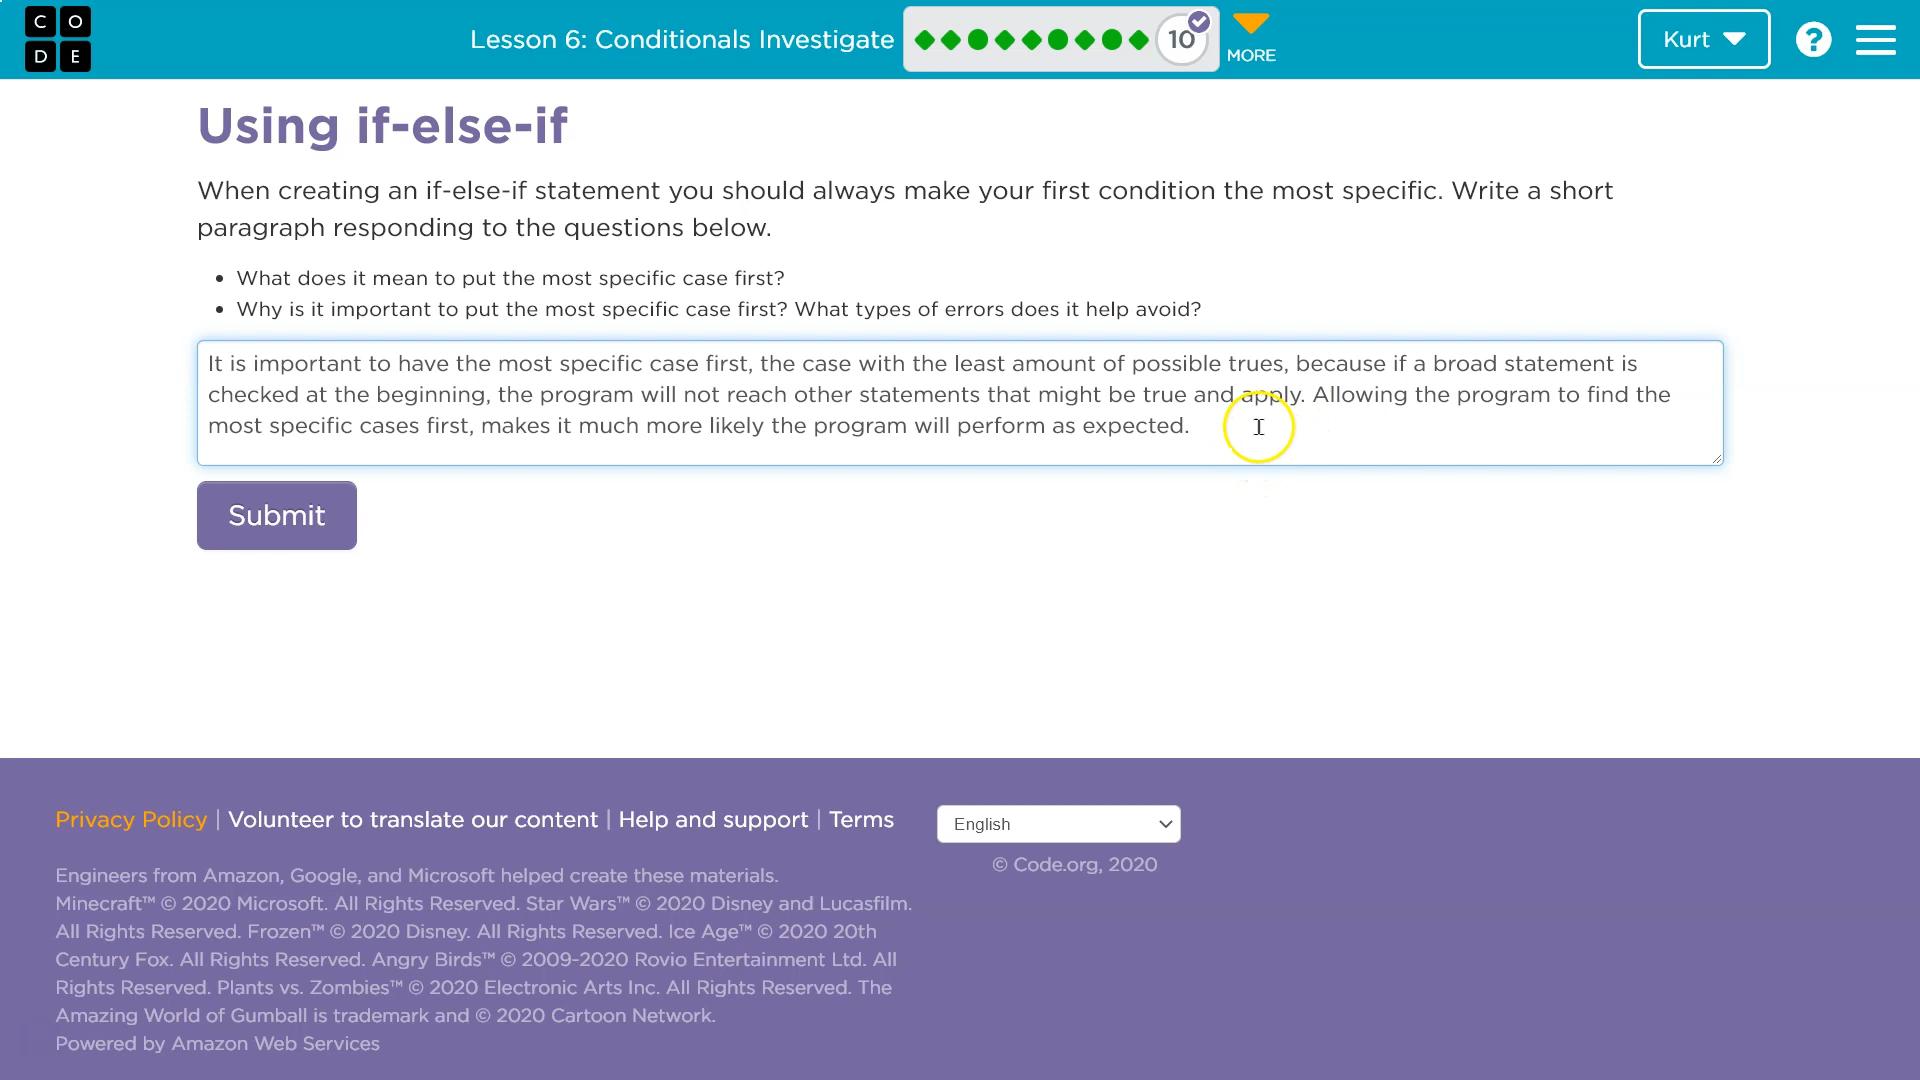 C O
D E
Lesson 6: Conditionals Investigate
10
MORE
Kurt
?
Using if-else-if
When creating an if-else-if statement you should always make your first condition the most specific. Write a short
paragraph responding to the questions below.
• What does it mean to put the most specific case first?
• Why is it important to put the most specific case first? What types of errors does it help avoid?
It is important to have the most specific case first, the case with the least amount of possible trues, because if a broad statement is
checked at the beginning, the program will not reach other statements that might be true and apply. Allowing the program to find the
most specific cases first, makes it much more likely the program will perform as expected.
Submit
Privacy Policy | Volunteer to translate our content | Help and support | Terms
English
© Code.org, 2020
Engineers from Amazon, Google, and Microsoft helped create these materials.
Minecraft™ © 2020 Microsoft. All Rights Reserved. Star Wars™ © 2020 Disney and Lucasfilm.
All Rights Reserved. Frozen™ © 2020 Disney. All Rights Reserved. Ice Age™ © 2020 20th
Century Fox. All Rights Reserved. Angry Birds™ © 2009-2020 Rovio Entertainment Ltd. All
Rights Reserved. Plants vs. Zombies™ © 2020 Electronic Arts Inc. All Rights Reserved. The
Amazing World of Gumball is trademark and © 2020 Cartoon Network.
Powered by Amazon Web Services